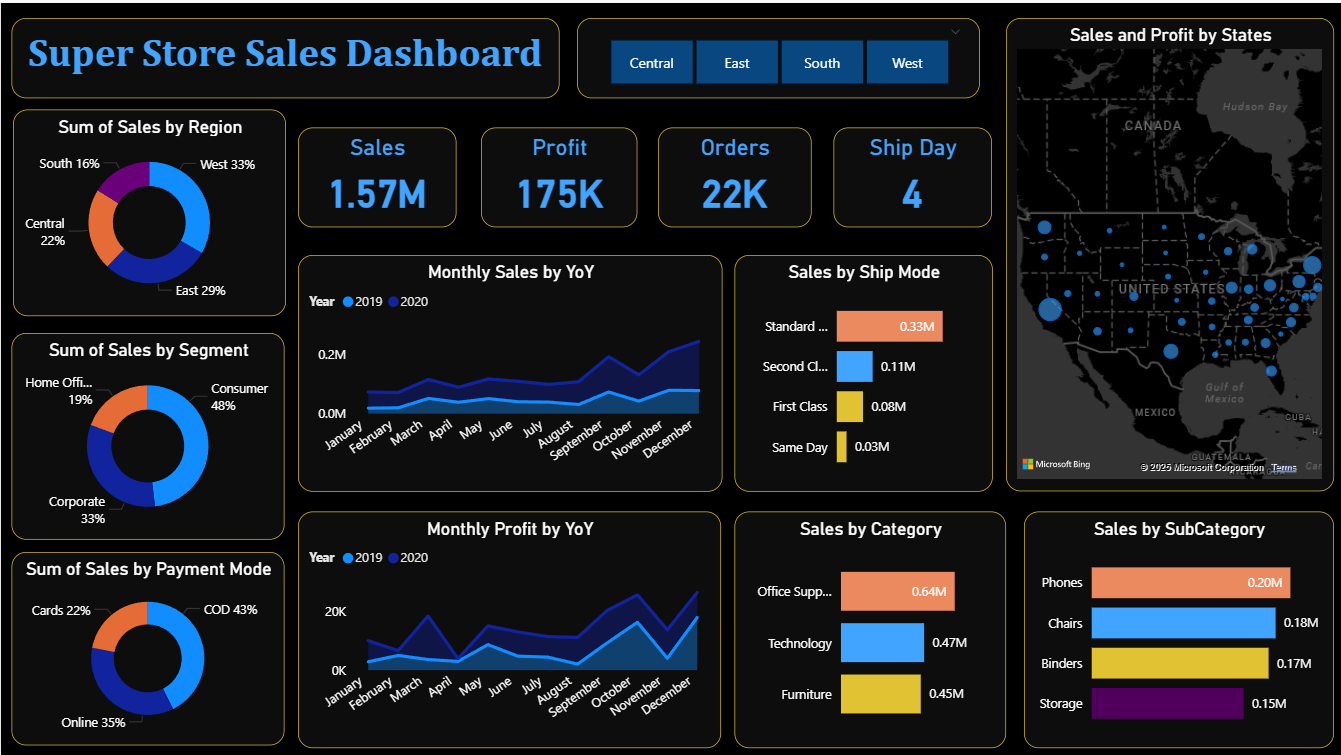 Super Store Sales Dashboard
Central
East
South
West
Sales and Profit by States
Hudson Bay
CANADA
UNITED STATES
Gulf of
Mexico
MEXICO
CUBA
GUATEMALA
Microsoft Bing
© 2025 Microsoft Corporation Terms
Sum of Sales by Region
South 16%
West 33%
Central
22%
East 29%
Sales
1.57M
Profit
175K
Orders
22K
Ship Day
4
Monthly Sales by YoY
Year 2019 2020
0.2M
0.0M
January
February
March
April
May
June
July
August
September
October
November
December
Sales by Ship Mode
Standard ... 0.33M
Second Cl... 0.11M
First Class 0.08M
Same Day 0.03M
Sum of Sales by Segment
Home Offi...
19%
Consumer
48%
Corporate
33%
Monthly Profit by YoY
Year 2019 2020
20K
0K
January
February
March
April
May
June
July
August
September
October
November
December
Sales by Category
Office Supp... 0.64M
Technology 0.47M
Furniture 0.45M
Sales by SubCategory
Phones 0.20M
Chairs 0.18M
Binders 0.17M
Storage 0.15M
Sum of Sales by Payment Mode
Cards 22%
COD 43%
Online 35%